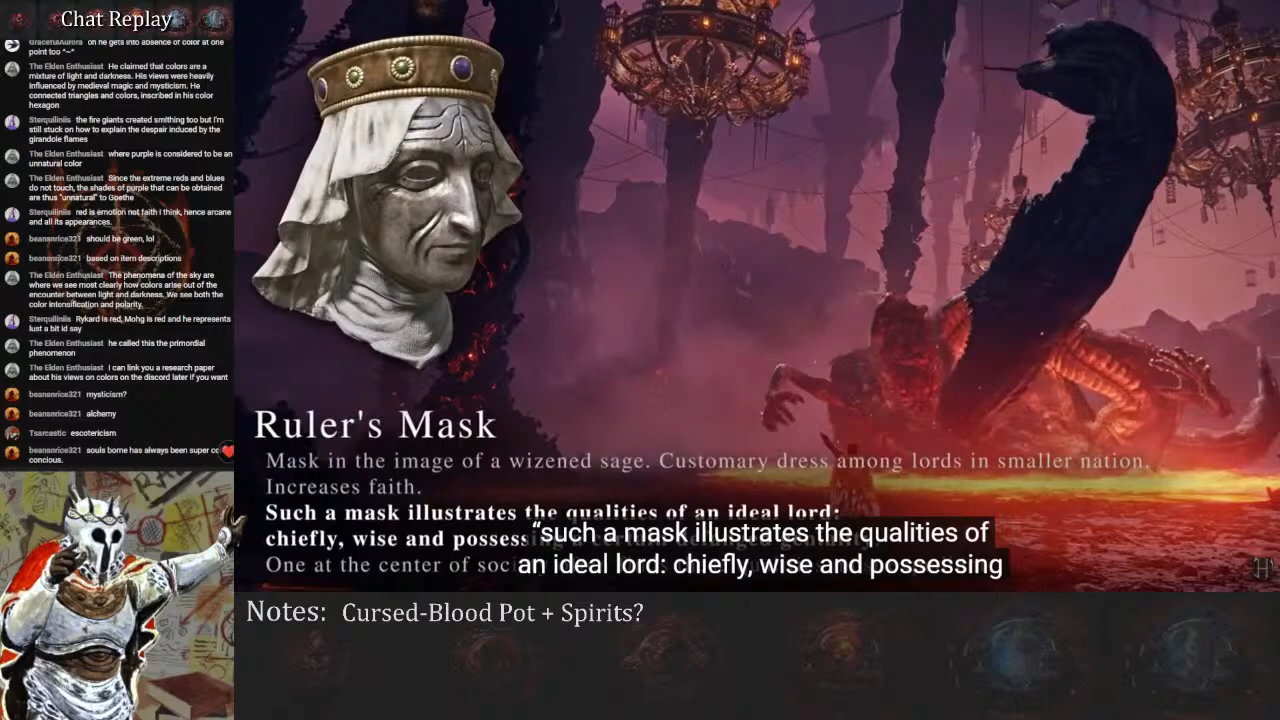 Chat Replay
GracefulAurora oh he gets into absence of color at one
point too ^~^
The Elden Enthusiast He claimed that colors are a
mixture of light and darkness. His views were heavily
influenced by medieval magic and mysticism. He
connected triangles and colors, inscribed in his color
hexagon
Sterquiliniis the fire giants created smithing too but I'm
still stuck on how to explain the despair induced by the
girandole flames
The Elden Enthusiast where purple is considered to be an
unnatural color
The Elden Enthusiast Since the extreme reds and blues
do not touch, the shades of purple that can be obtained
are thus "unnatural" to Goethe
Sterquiliniis red is emotion not faith I think, hence arcane
and all its appearances.
beansnrice321 should be green, lol
beansnrice321 based on item descriptions
The Elden Enthusiast The phenomena of the sky are
where we see most clearly how colors arise out of the
encounter between light and darkness. We see both the
color intensification and polarity.
Sterquiliniis Rykard is red, Mohg is red and he represents
lust a bit id say
The Elden Enthusiast he called this the primordial
phenomenon
The Elden Enthusiast I can link you a research paper
about his views on colors on the discord later if you want
beansnrice321 mysticism?
beansnrice321 alchemy
Tsarcastic escotericism
beansnrice321 souls borne has always been super co
concious.
Ruler's Mask
Mask in the image of a wizened sage. Customary dress among lords in smaller nation.
Increases faith.
Such a mask illustrates the qualities of an ideal lord:
chiefly, wise and possessing a certain deranged geniality.
One at the center of soci
“such a mask illustrates the qualities of
an ideal lord: chiefly, wise and possessing
Notes: Cursed-Blood Pot + Spirits?